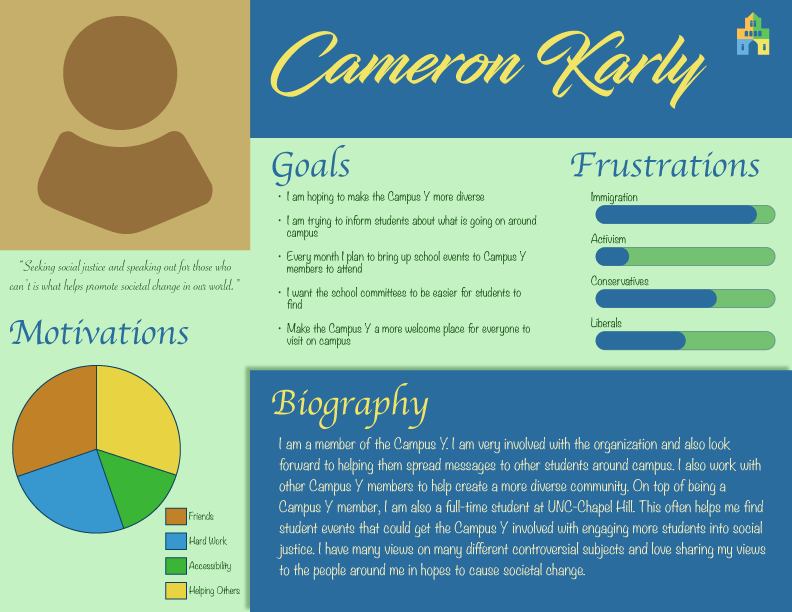 Cameron Karly
"Seeking social justice and speaking out for those who
can't is what helps promote societal change in our world."
Motivations
Friends
Hard Work
Accessibility
Helping Others
Goals
• I am hoping to make the Campus Y more diverse
• I am trying to inform students about what is going on around
campus
• Every month I plan to bring up school events to Campus Y
members to attend
• I want the school committees to be easier for students to
find
• Make the Campus Y a more welcome place for everyone to
visit on campus
Frustrations
Immigration
Activism
Conservatives
Liberals
Biography
I am a member of the Campus Y. I am very involved with the organization and also look
forward to helping them spread messages to other students around campus. I also work with
other Campus Y members to help create a more diverse community. On top of being a
Campus Y member, I am also a full-time student at UNC-Chapel Hill. This often helps me find
student events that could get the Campus Y involved with engaging more students into social
justice. I have many views on many different controversial subjects and love sharing my views
to the people around me in hopes to cause societal change.